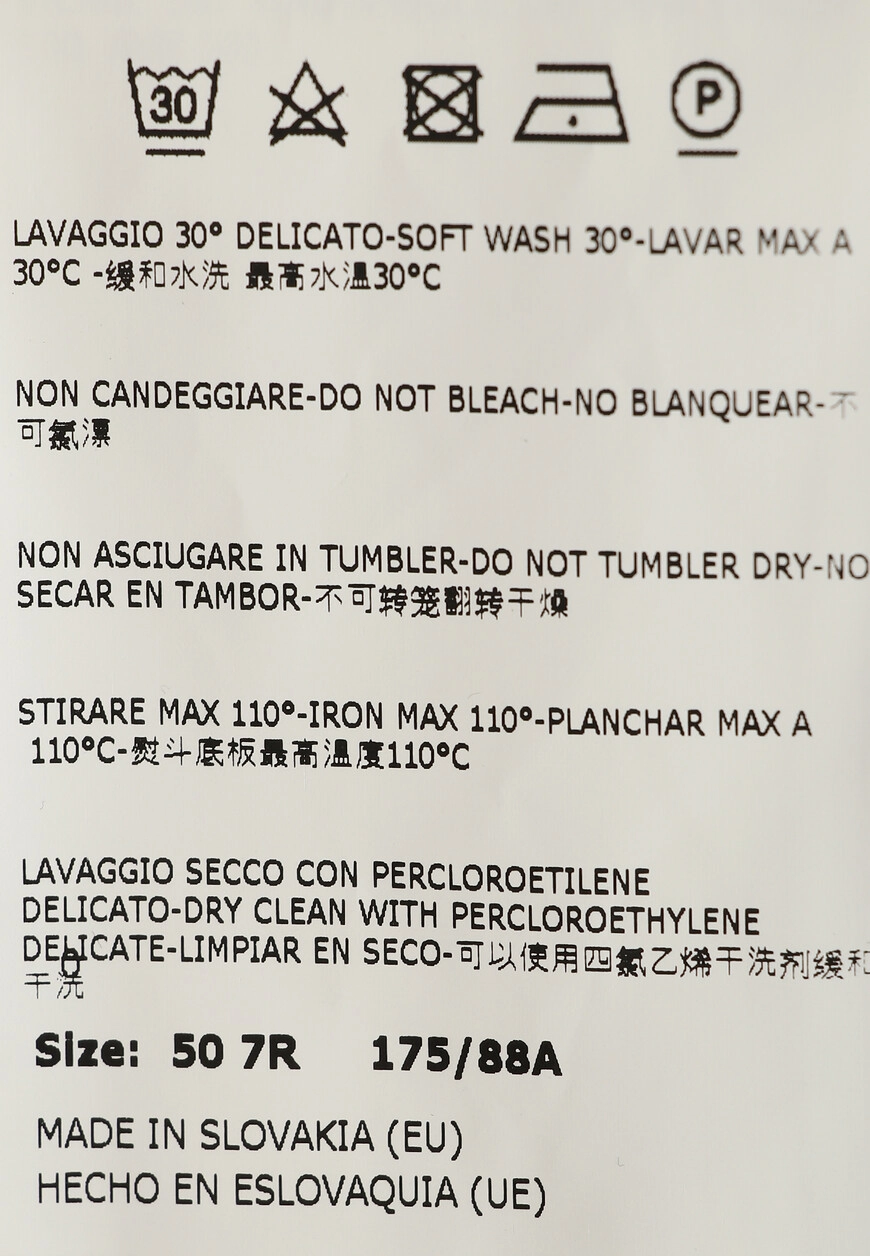 30 P
LAVAGGIO 30° DELICATO-SOFT WASH 30°-LAVAR MAX A
30°C -缓和水洗 最高水温30°C
NON CANDEGGIARE-DO NOT BLEACH-NO BLANQUEAR-不
可氯漂
NON ASCIUGARE IN TUMBLER-DO NOT TUMBLER DRY-NO
SECAR EN TAMBOR-不可转笼翻转干燥
STIRARE MAX 110°-IRON MAX 110°-PLANCHAR MAX A
110°C-熨斗底板最高温度110°C
LAVAGGIO SECCO CON PERCLOROETILENE
DELICATO-DRY CLEAN WITH PERCLOROETHYLENE
DELICATE-LIMPIAR EN SECO-可以使用四氯乙烯干洗剂缓和
干洗
Size: 50 7R 175/88A
MADE IN SLOVAKIA (EU)
HECHO EN ESLOVAQUIA (UE)